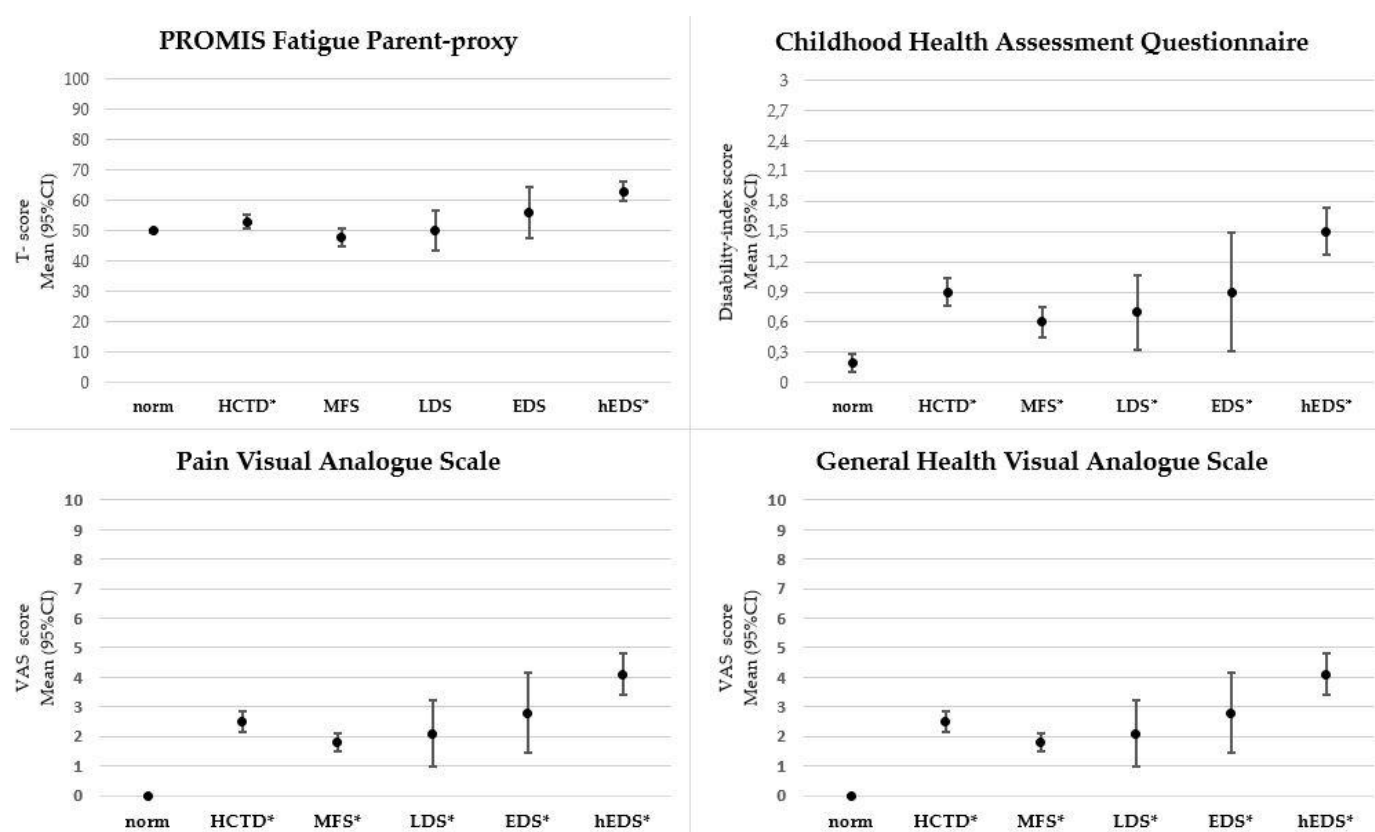 PROMIS Fatigue Parent-proxy
T- score
Mean (95%CI)
100
90
80
70
60
50
40
30
20
10
0
norm HCTD* MFS LDS EDS hEDS*
Childhood Health Assessment Questionnaire
Disability-index score
Mean (95%CI)
3
2,7
2,4
2,1
1,8
1,5
1,2
0,9
0,6
0,3
0
norm HCTD* MFS* LDS* EDS* hEDS*
Pain Visual Analogue Scale
VAS score
Mean (95%CI)
10
9
8
7
6
5
4
3
2
1
0
norm HCTD* MFS* LDS* EDS* hEDS*
General Health Visual Analogue Scale
VAS score
Mean (95%CI)
10
9
8
7
6
5
4
3
2
1
0
norm HCTD* MFS* LDS* EDS* hEDS*